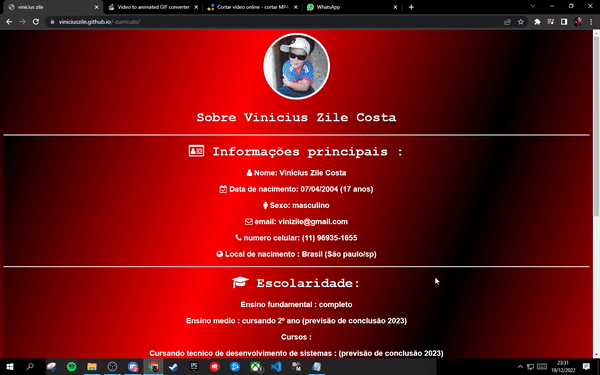 vinicius zile
Video to animated GIF converter
Cortar vídeo online - cortar MP4
WhatsApp
viniciuszile.github.io/-curriculo/
Sobre Vinicius Zile Costa
Informações principais :
Nome: Vinicius Zile Costa
Data de nacimento: 07/04/2004 (17 anos)
Sexo: masculino
email: vinizile@gmail.com
numero celular: (11) 96935-1655
Local de nacimento : Brasil (São paulo/sp)
Escolaridade:
Ensino fundamental : completo
Ensino medio : cursando 2º ano (previsão de conclusão 2023)
Cursos :
Cursando tecnico de desenvolvimento de sistemas : (previsão de conclusão 2023)
23:31
19/12/2022